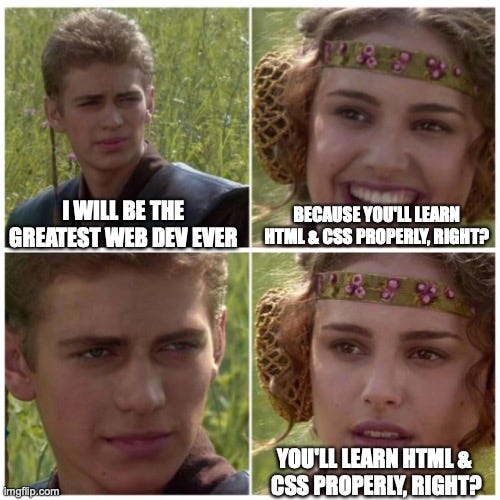 I WILL BE THE
GREATEST WEB DEV EVER
BECAUSE YOU'LL LEARN
HTML & CSS PROPERLY, RIGHT?
YOU'LL LEARN HTML &
CSS PROPERLY, RIGHT?
imgflip.com